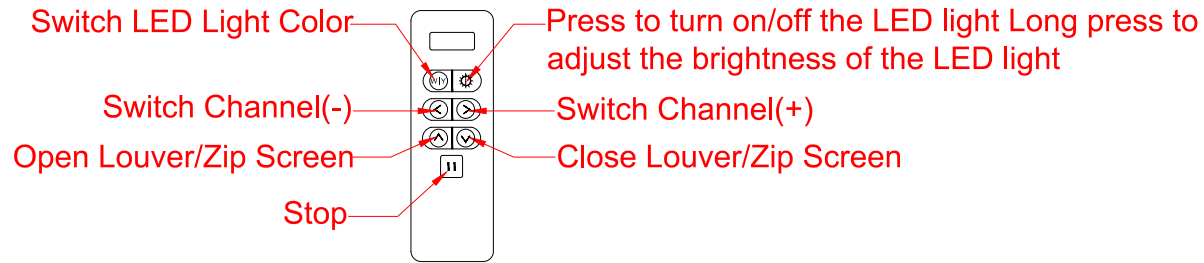 Switch LED Light Color
Press to turn on/off the LED light Long press to
adjust the brightness of the LED light
W|Y
Switch Channel(-)
Switch Channel(+)
Open Louver/Zip Screen
Close Louver/Zip Screen
Stop